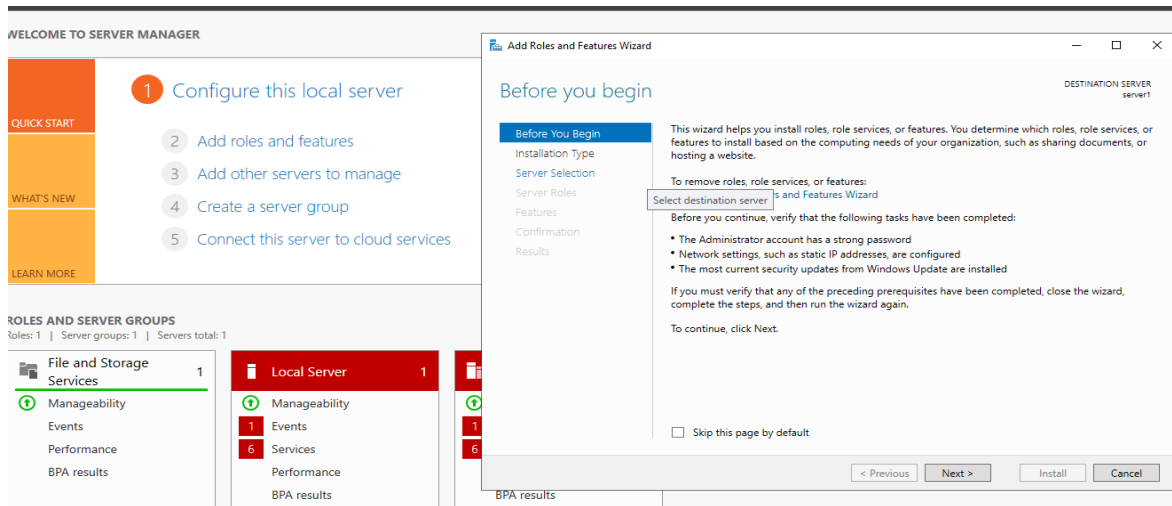 WELCOME TO SERVER MANAGER
QUICK START
WHAT'S NEW
LEARN MORE
1 Configure this local server
2 Add roles and features
3 Add other servers to manage
4 Create a server group
5 Connect this server to cloud services
ROLES AND SERVER GROUPS
Roles: 1 | Server groups: 1 | Servers total: 1
File and Storage
Services
1
Manageability
Events
Performance
BPA results
Local Server 1
Manageability
1 Events
6 Services
Performance
BPA results
1
6
BPA results
Add Roles and Features Wizard
Before you begin
DESTINATION SERVER
server1
Before You Begin
Installation Type
Server Selection
Server Roles
Features
Confirmation
Results
This wizard helps you install roles, role services, or features. You determine which roles, role services, or
features to install based on the computing needs of your organization, such as sharing documents, or
hosting a website.
To remove roles, role services, or features:
s and Features Wizard
Select destination server
Before you continue, verify that the following tasks have been completed:
• The Administrator account has a strong password
• Network settings, such as static IP addresses, are configured
• The most current security updates from Windows Update are installed
If you must verify that any of the preceding prerequisites have been completed, close the wizard,
complete the steps, and then run the wizard again.
To continue, click Next.
Skip this page by default
< Previous
Next >
Install
Cancel